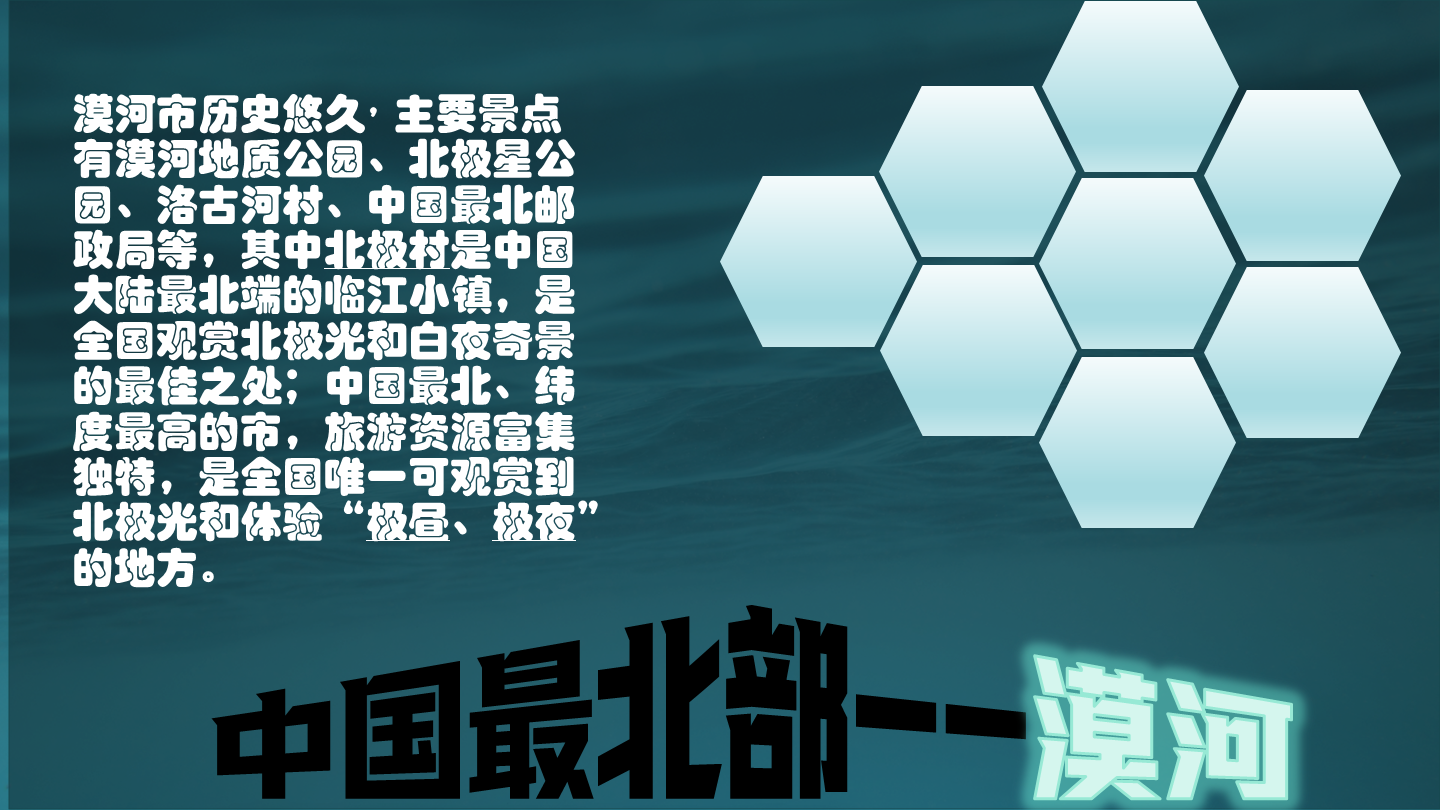 漠河市历史悠久，主要景点
有漠河地质公园、北极星公
园、洛古河村、中国最北邮
政局等，其中北极村是中国
大陆最北端的临江小镇，是
全国观赏北极光和白夜奇景
的最佳之处；中国最北、纬
度最高的市，旅游资源富集
独特，是全国唯一可观赏到
北极光和体验“极昼、极夜”
的地方。
中国最北部——漠河